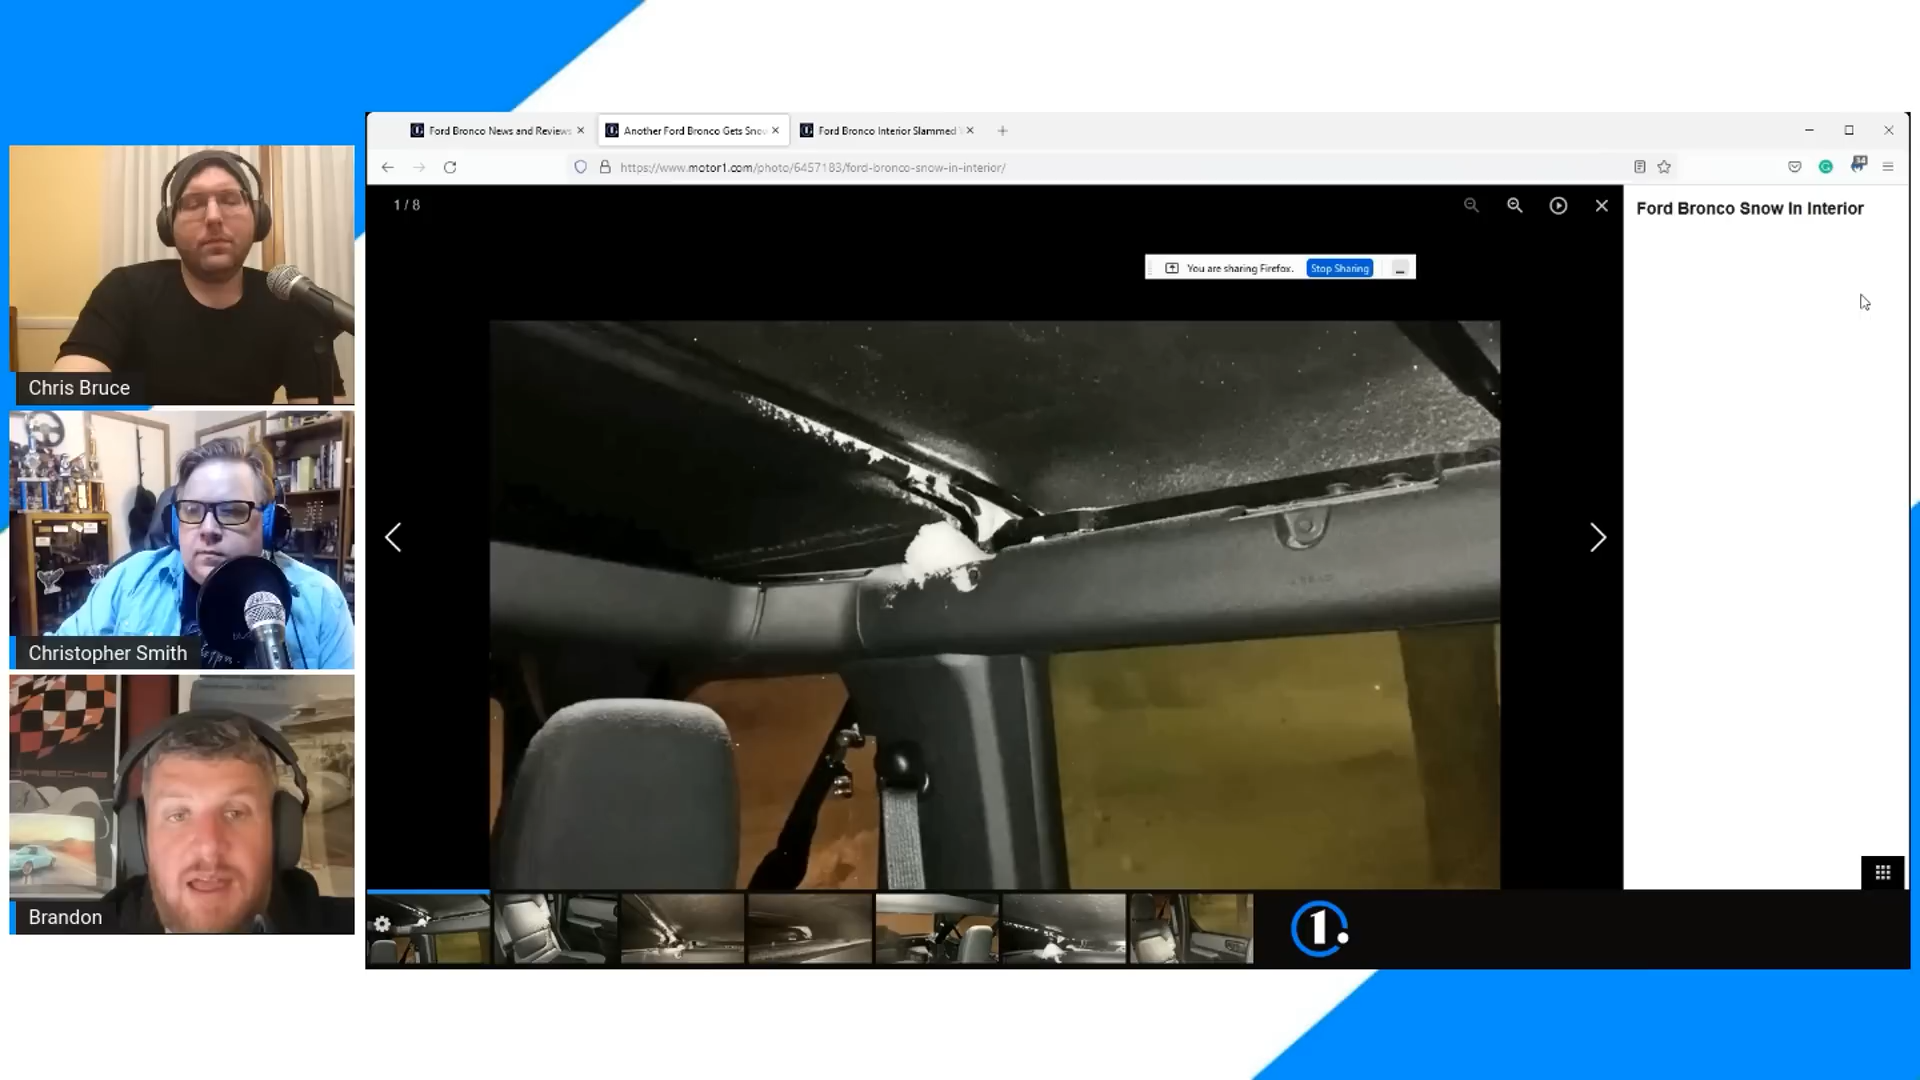 Ford Bronco News and Reviews
Another Ford Bronco Gets Snow
Ford Bronco Interior Slammed
https://www.motor1.com/photo/6457183/ford-bronco-snow-in-interior/
34
1 / 8
Ford Bronco Snow In Interior
You are sharing Firefox.
Stop Sharing
Chris Bruce
Christopher Smith
Brandon
1.